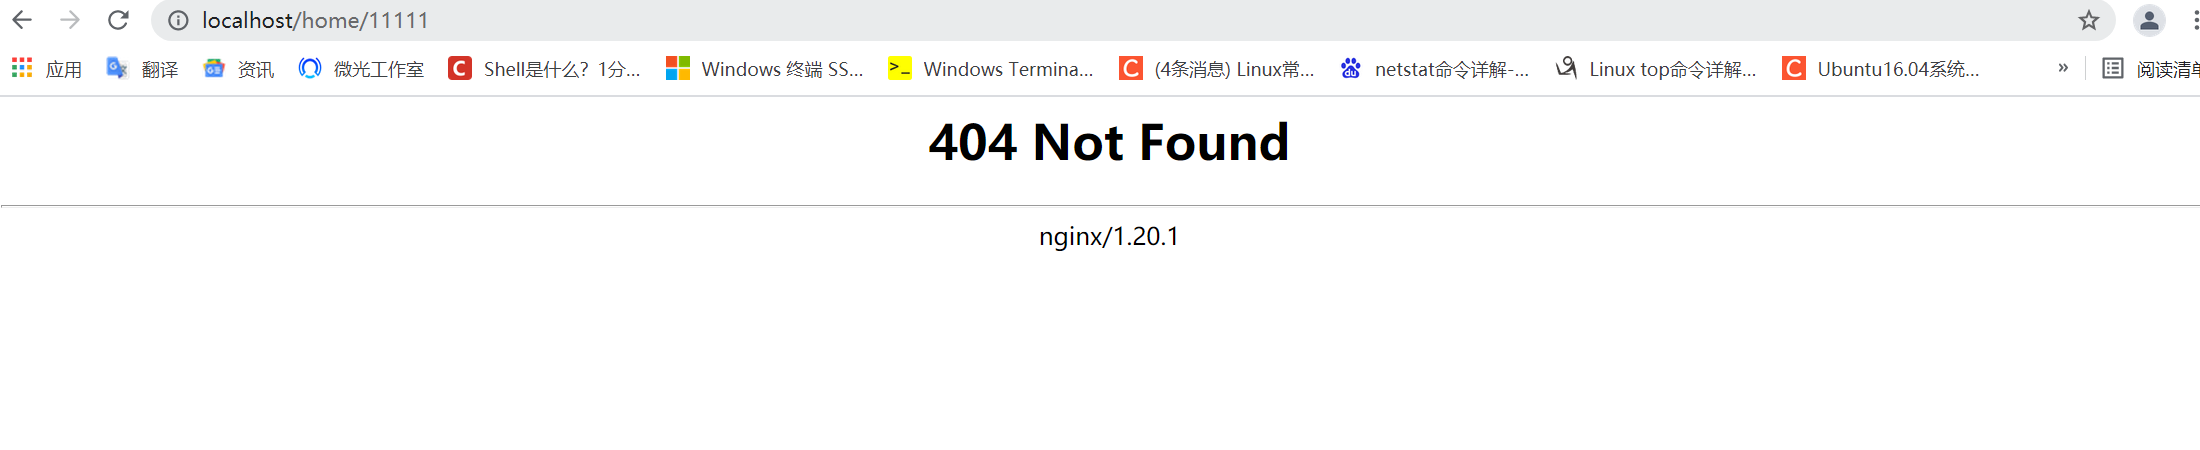 localhost/home/11111
应用 翻译 资讯 微光工作室 Shell是什么？1分... Windows 终端 SS... Windows Termina... (4条消息) Linux常... netstat命令详解-... Linux top命令详解... Ubuntu16.04系统... » 阅读清单
404 Not Found
nginx/1.20.1